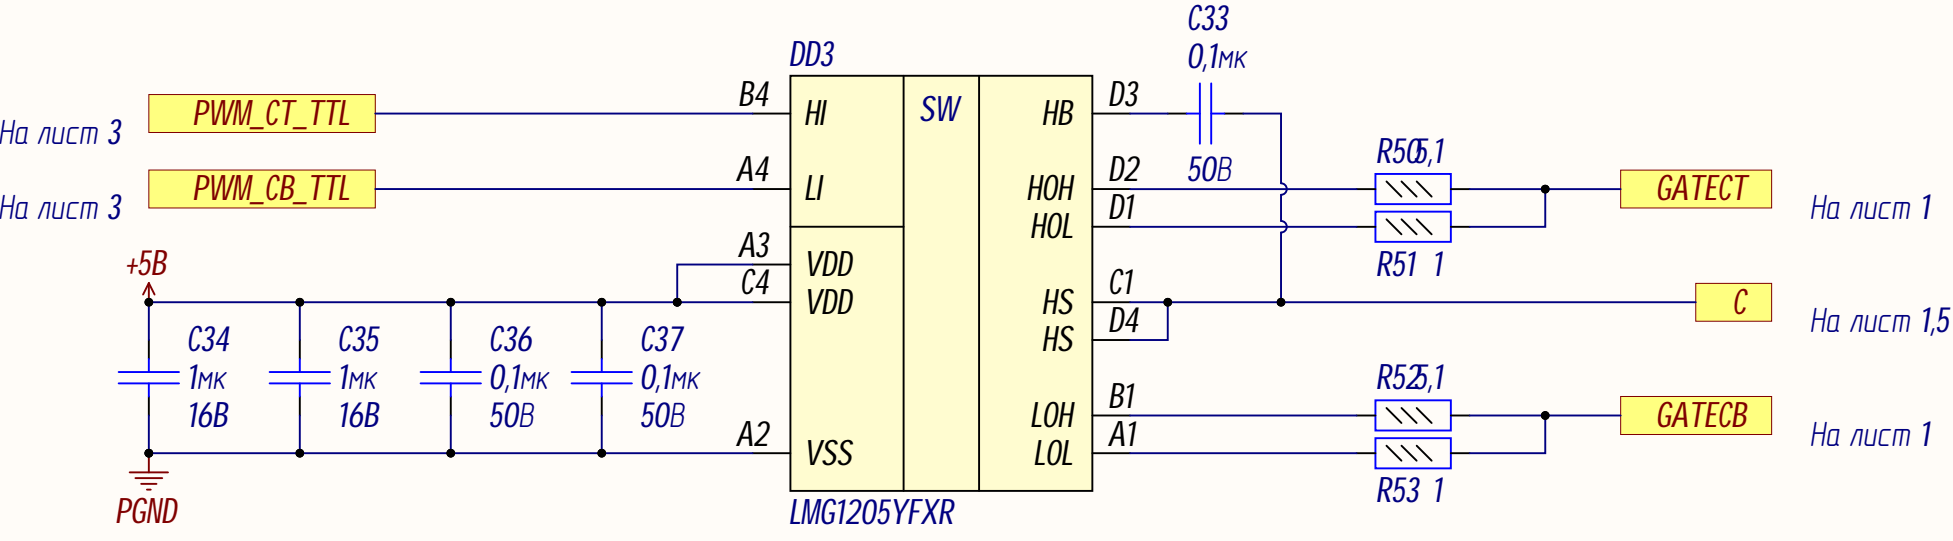 C33
0,1мк
50В
DD3
B4
HI
SW
HB
D3
PWM_CT_TTL
На лист 3
A4
LI
HOH
D2
R50 5,1
GATECT
PWM_CB_TTL
На лист 3
HOL
D1
R51 1
На лист 1
+5В
A3
VDD
C4
VDD
HS
C1
C
HS
D4
На лист 1,5
C34
1мк
16В
C35
1мк
16В
C36
0,1мк
50В
C37
0,1мк
50В
LOH
B1
R52 5,1
GATECB
A2
VSS
LOL
A1
R53 1
На лист 1
PGND
LMG1205YFXR